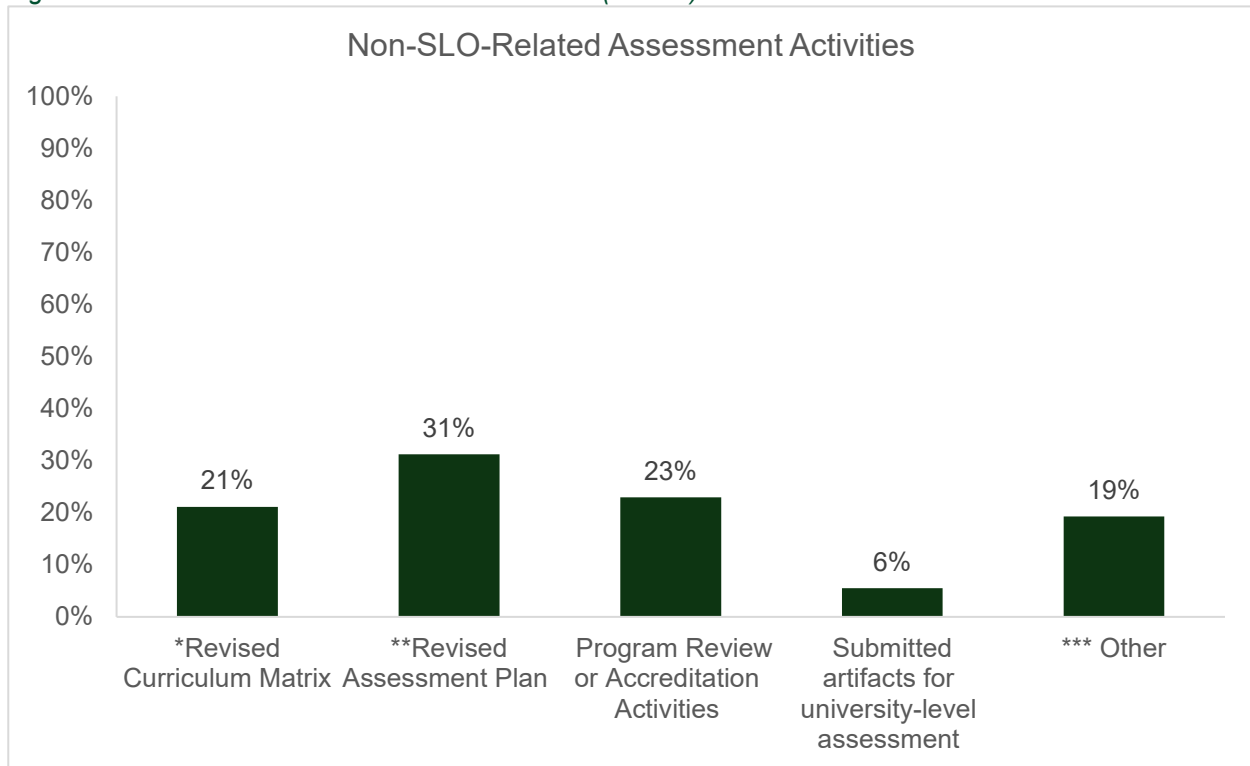 Non-SLO-Related Assessment Activities
100%
90%
80%
70%
60%
50%
40%
30%
20%
10%
0%
21%
31%
23%
6%
19%
*Revised
Curriculum Matrix
**Revised
Assessment Plan
Program Review
or Accreditation
Activities
Submitted
artifacts for
university-level
assessment
*** Other